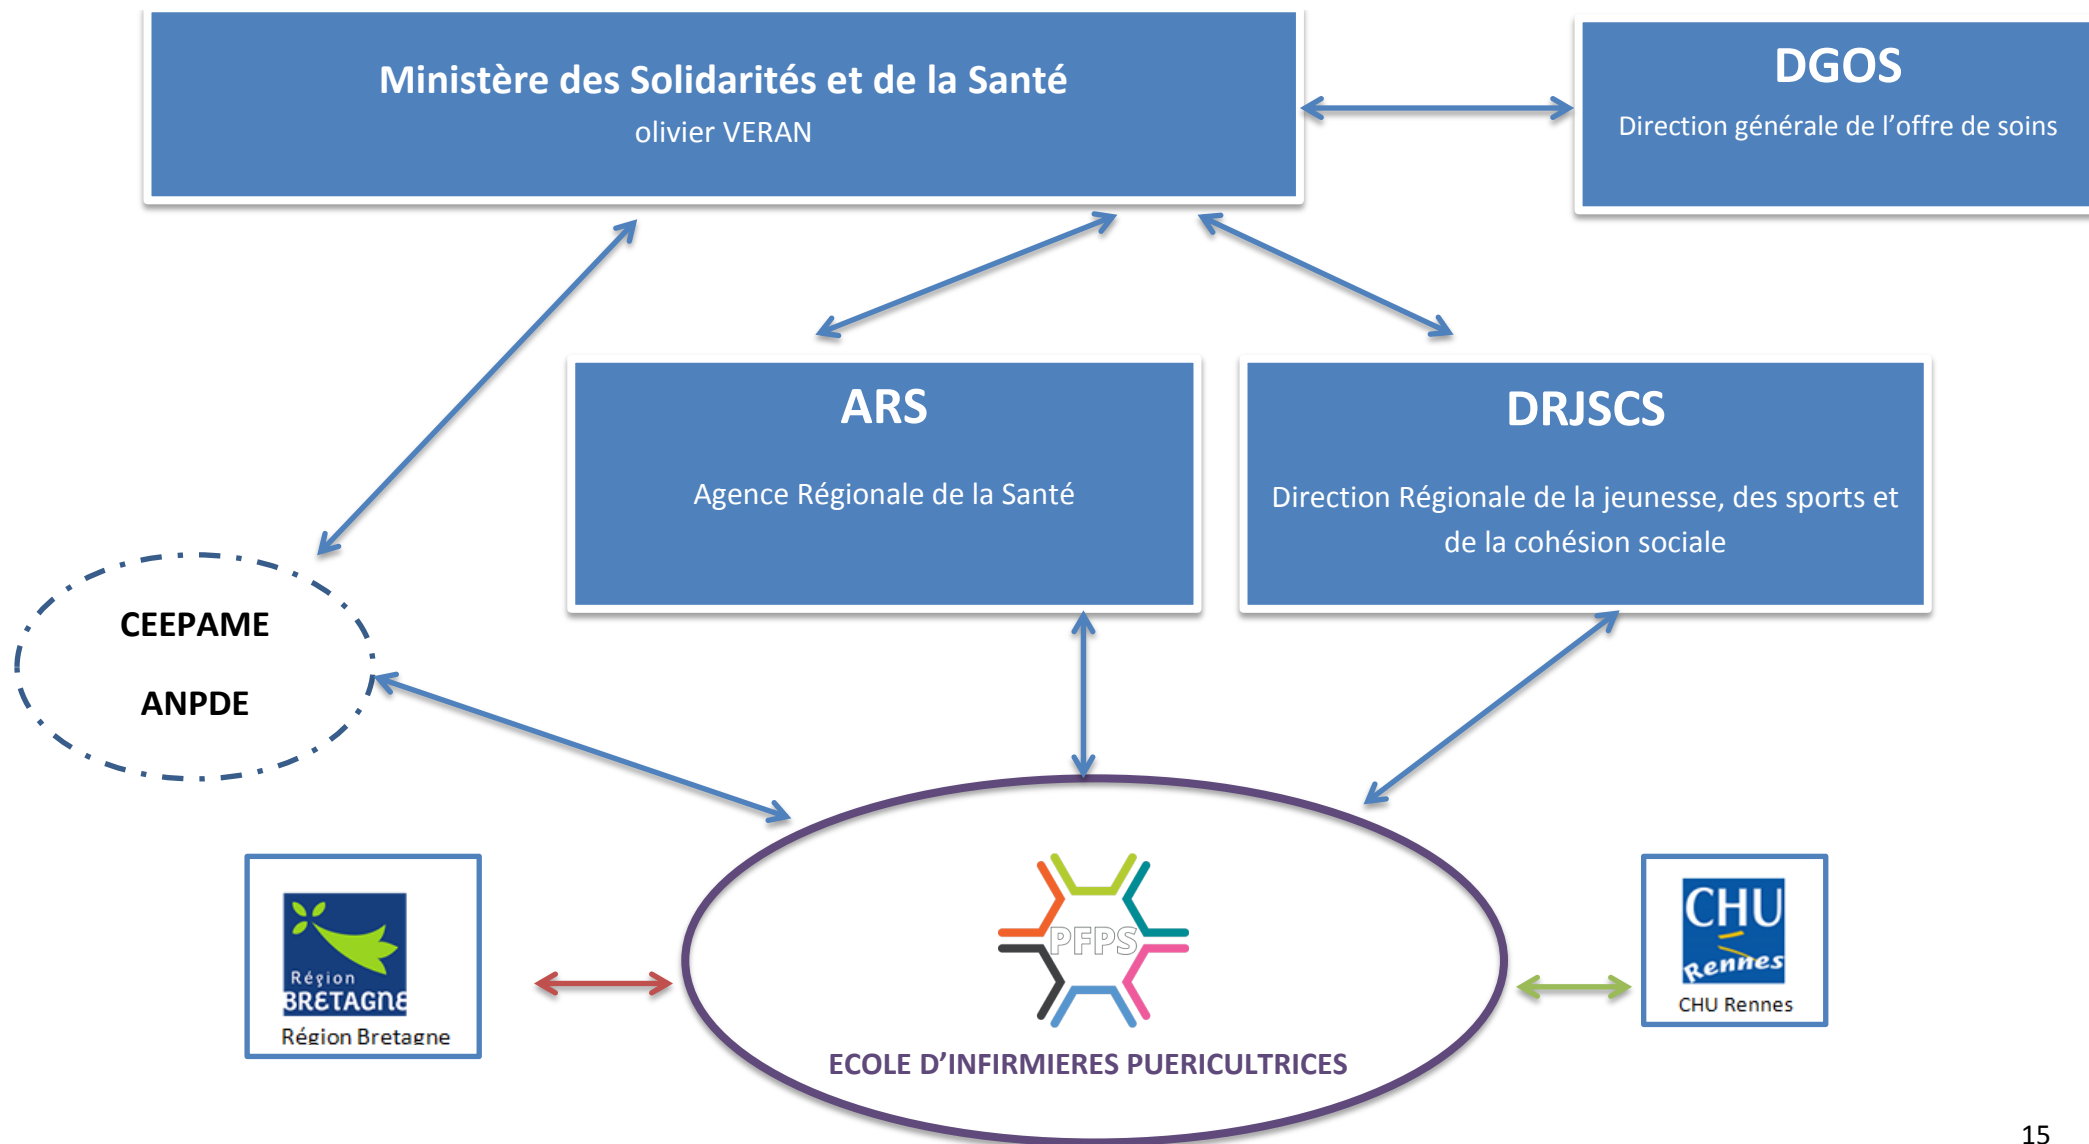 Ministère des Solidarités et de la Santé
olivier VERAN
DGOS
Direction générale de l’offre de soins
ARS
Agence Régionale de la Santé
DRJSCS
Direction Régionale de la jeunesse, des sports et
de la cohésion sociale
CEEPAME
ANPDE
Région
BRETAGNE
Région Bretagne
PFPS
ECOLE D’INFIRMIERES PUERICULTRICES
CHU
Rennes
CHU Rennes
15